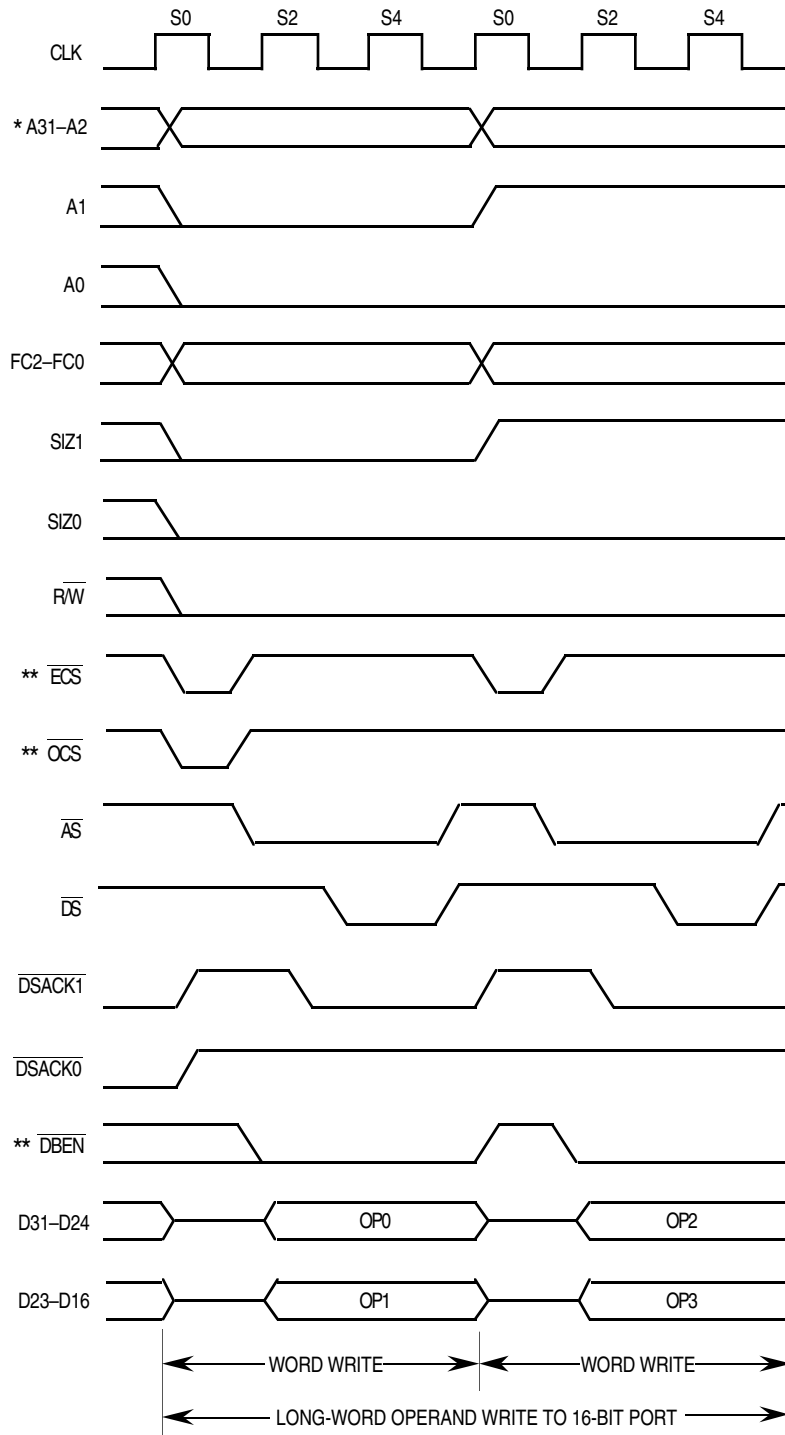 S0 S2 S4 S0 S2 S4
CLK
* A31–A2
A1
A0
FC2–FC0
SIZ1
SIZ0
R/W
** ECS
** OCS
AS
DS
DSACK1
DSACK0
** DBEN
D31–D24 OP0 OP2
D23–D16 OP1 OP3
WORD WRITE WORD WRITE
LONG-WORD OPERAND WRITE TO 16-BIT PORT